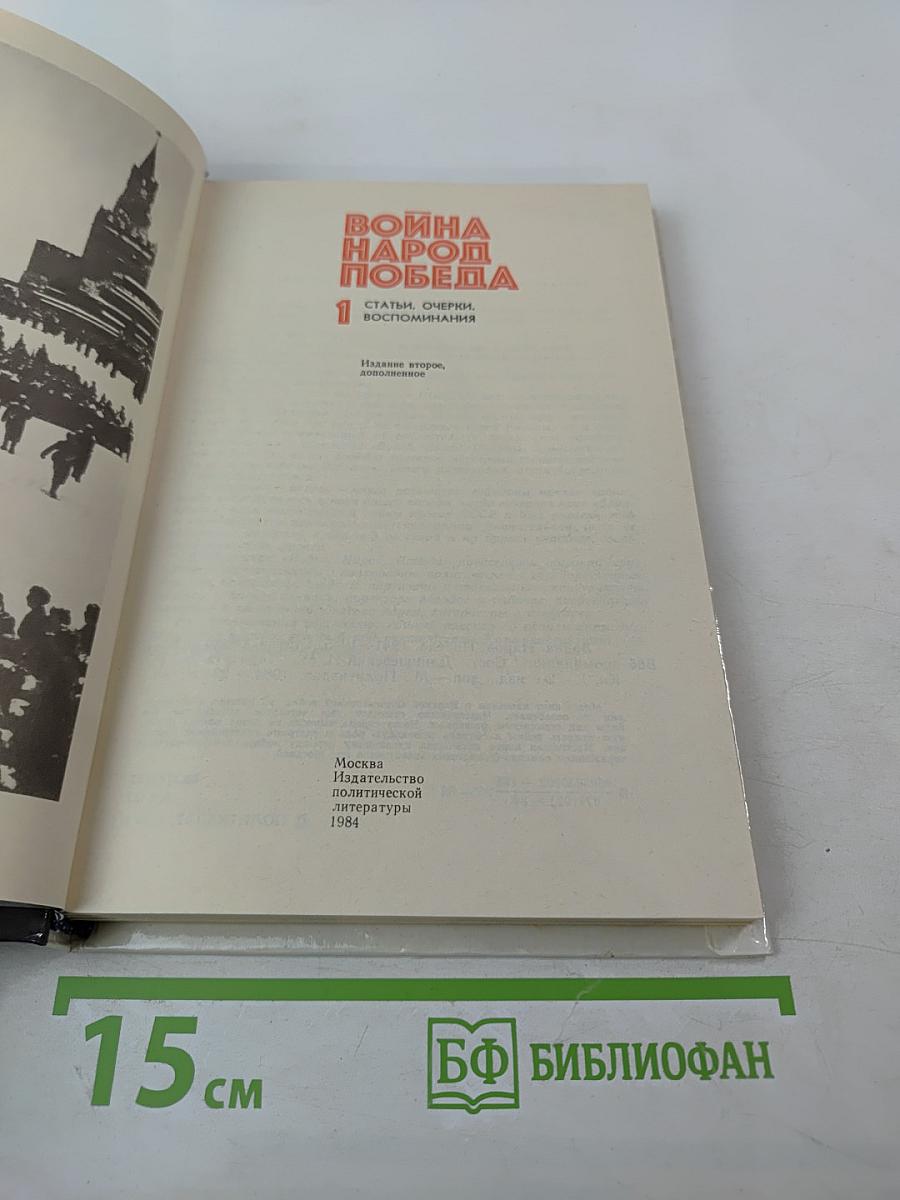 ВОЙНА
НАРОД
ПОБЕДА
1 СТАТЬИ. ОЧЕРКИ.
ВОСПОМИНАНИЯ
Издание второе,
дополненное
Москва
Издательство
политической
литературы
1984
15 см
БФ БИБЛИОФАН